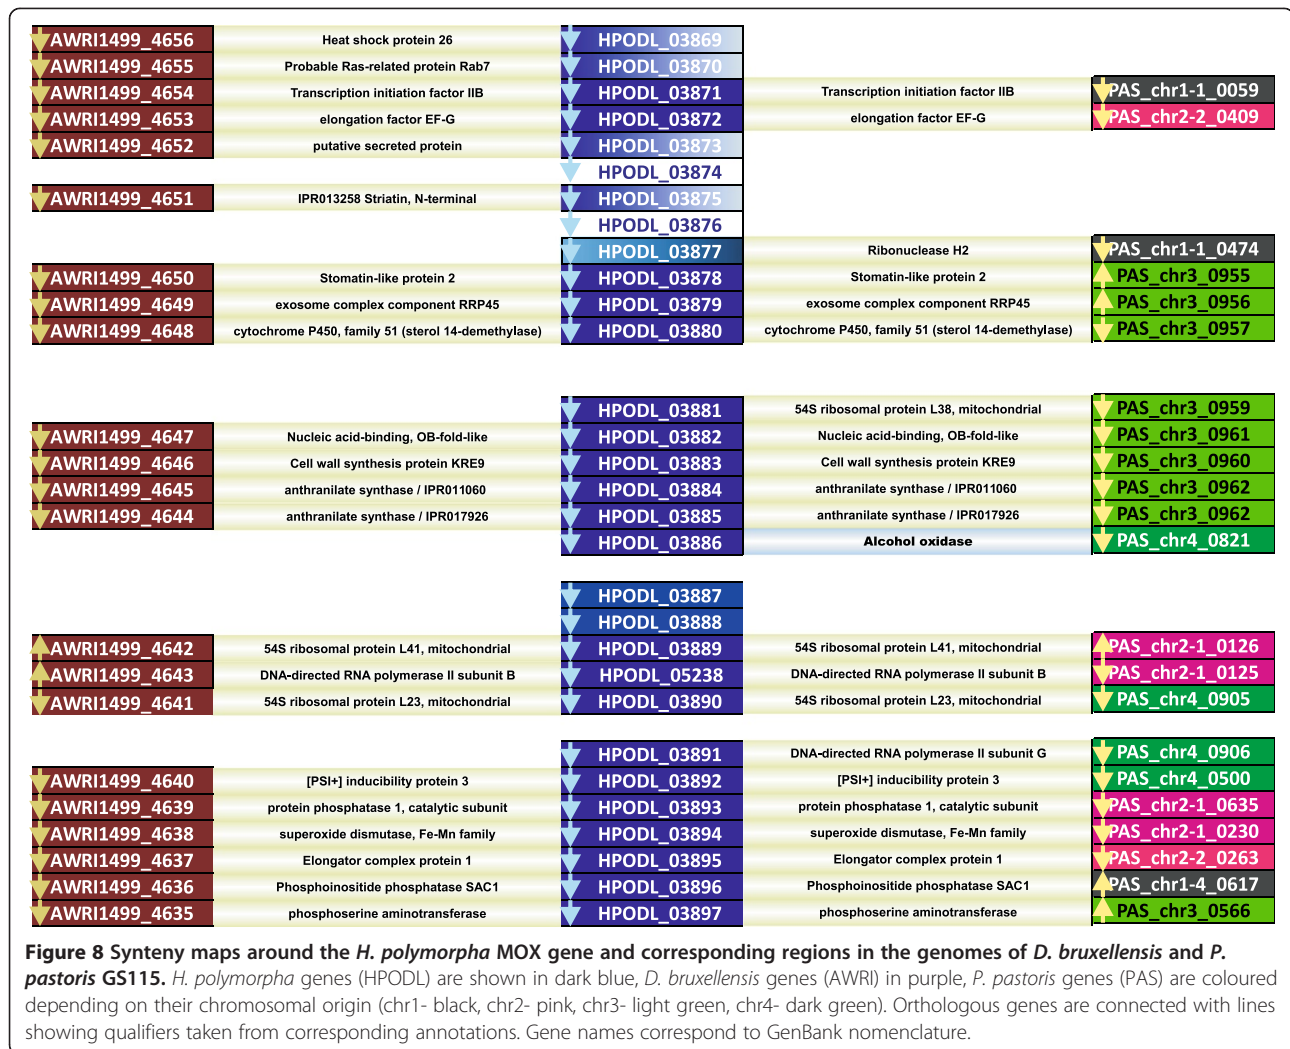 AWRI1499_4656 Heat shock protein 26 HPODL_03869
AWRI1499_4655 Probable Ras-related protein Rab7 HPODL_03870
AWRI1499_4654 Transcription initiation factor IIB HPODL_03871 Transcription initiation factor IIB PAS_chr1-1_0059
AWRI1499_4653 elongation factor EF-G HPODL_03872 elongation factor EF-G PAS_chr2-2_0409
AWRI1499_4652 putative secreted protein HPODL_03873
HPODL_03874
AWRI1499_4651 IPR013258 Striatin, N-terminal HPODL_03875
HPODL_03876
HPODL_03877 Ribonuclease H2 PAS_chr1-1_0474
AWRI1499_4650 Stomatin-like protein 2 HPODL_03878 Stomatin-like protein 2 PAS_chr3_0955
AWRI1499_4649 exosome complex component RRP45 HPODL_03879 exosome complex component RRP45 PAS_chr3_0956
AWRI1499_4648 cytochrome P450, family 51 (sterol 14-demethylase) HPODL_03880 cytochrome P450, family 51 (sterol 14-demethylase) PAS_chr3_0957
HPODL_03881 54S ribosomal protein L38, mitochondrial PAS_chr3_0959
AWRI1499_4647 Nucleic acid-binding, OB-fold-like HPODL_03882 Nucleic acid-binding, OB-fold-like PAS_chr3_0961
AWRI1499_4646 Cell wall synthesis protein KRE9 HPODL_03883 Cell wall synthesis protein KRE9 PAS_chr3_0960
AWRI1499_4645 anthranilate synthase / IPR011060 HPODL_03884 anthranilate synthase / IPR011060 PAS_chr3_0962
AWRI1499_4644 anthranilate synthase / IPR017926 HPODL_03885 anthranilate synthase / IPR017926 PAS_chr3_0962
HPODL_03886 Alcohol oxidase PAS_chr4_0821
HPODL_03887
HPODL_03888
AWRI1499_4642 54S ribosomal protein L41, mitochondrial HPODL_03889 54S ribosomal protein L41, mitochondrial PAS_chr2-1_0126
AWRI1499_4643 DNA-directed RNA polymerase II subunit B HPODL_05238 DNA-directed RNA polymerase II subunit B PAS_chr2-1_0125
AWRI1499_4641 54S ribosomal protein L23, mitochondrial HPODL_03890 54S ribosomal protein L23, mitochondrial PAS_chr4_0905
HPODL_03891 DNA-directed RNA polymerase II subunit G PAS_chr4_0906
AWRI1499_4640 [PSI+] inducibility protein 3 HPODL_03892 [PSI+] inducibility protein 3 PAS_chr4_0500
AWRI1499_4639 protein phosphatase 1, catalytic subunit HPODL_03893 protein phosphatase 1, catalytic subunit PAS_chr2-1_0635
AWRI1499_4638 superoxide dismutase, Fe-Mn family HPODL_03894 superoxide dismutase, Fe-Mn family PAS_chr2-1_0230
AWRI1499_4637 Elongator complex protein 1 HPODL_03895 Elongator complex protein 1 PAS_chr2-2_0263
AWRI1499_4636 Phosphoinositide phosphatase SAC1 HPODL_03896 Phosphoinositide phosphatase SAC1 PAS_chr1-4_0617
AWRI1499_4635 phosphoserine aminotransferase HPODL_03897 phosphoserine aminotransferase PAS_chr3_0566
Figure 8 Synteny maps around the H. polymorpha MOX gene and corresponding regions in the genomes of D. bruxellensis and P.
pastoris GS115. H. polymorpha genes (HPODL) are shown in dark blue, D. bruxellensis genes (AWRI) in purple, P. pastoris genes (PAS) are coloured
depending on their chromosomal origin (chr1- black, chr2- pink, chr3- light green, chr4- dark green). Orthologous genes are connected with lines
showing qualifiers taken from corresponding annotations. Gene names correspond to GenBank nomenclature.